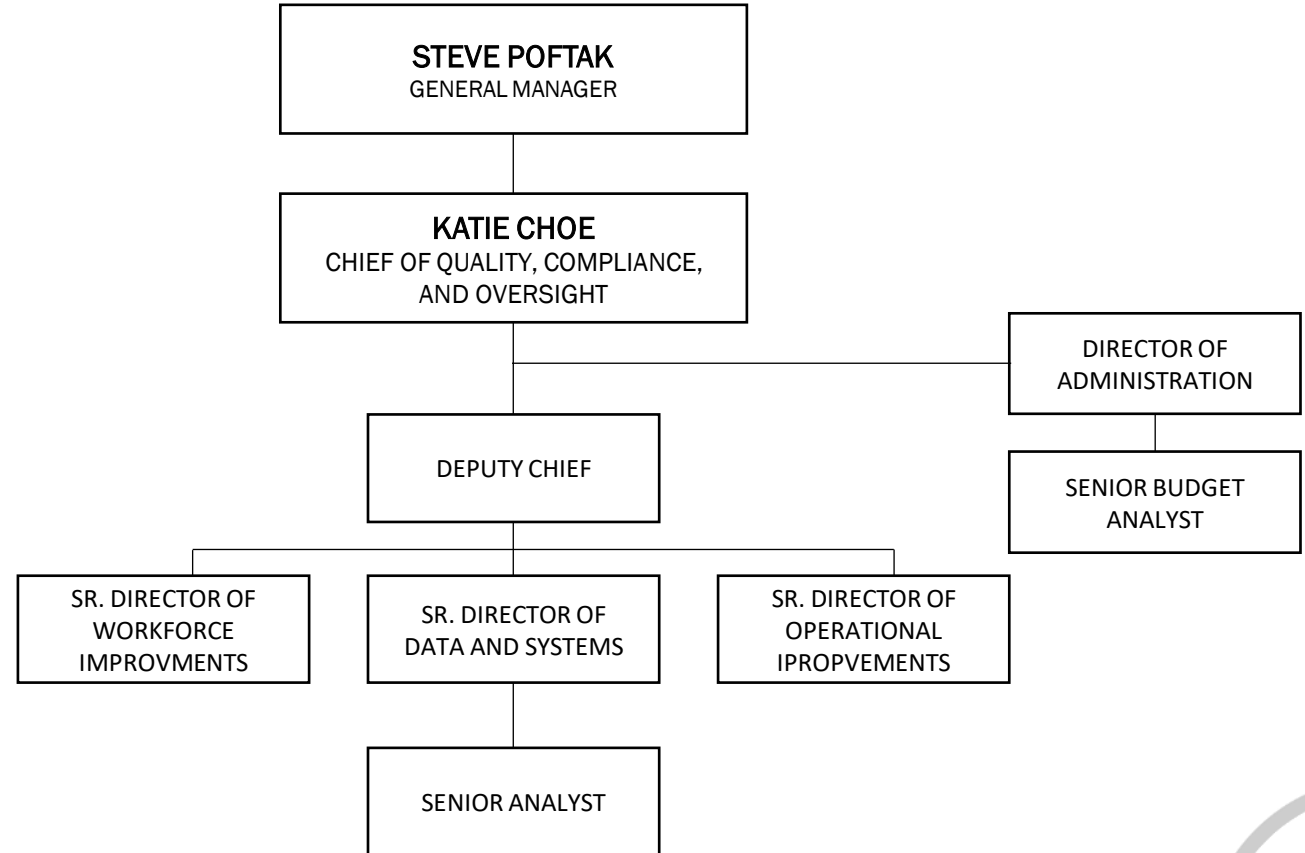 STEVE POFTAK
GENERAL MANAGER
KATIE CHOE
CHIEF OF QUALITY, COMPLIANCE,
AND OVERSIGHT
DIRECTOR OF
ADMINISTRATION
DEPUTY CHIEF
SENIOR BUDGET
ANALYST
SR. DIRECTOR OF
WORKFORCE
IMPROVMENTS
SR. DIRECTOR OF
DATA AND SYSTEMS
SR. DIRECTOR OF
OPERATIONAL
IPROPVEMENTS
SENIOR ANALYST